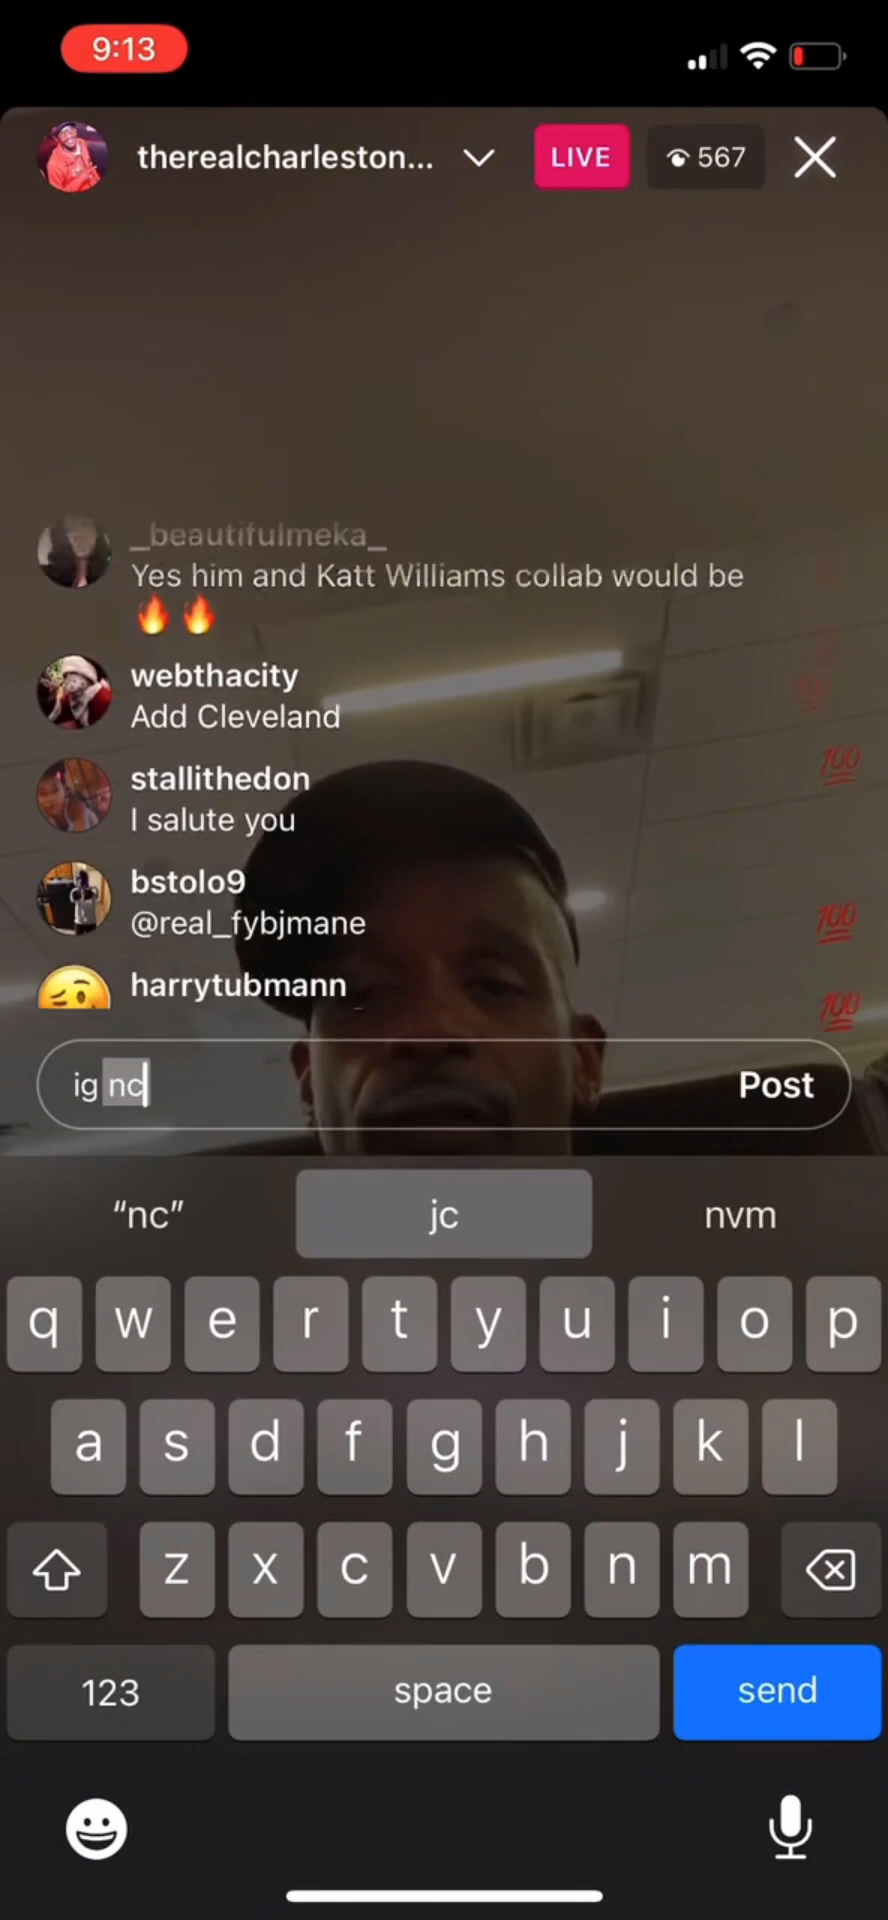 9:13
therealcharleston...
LIVE
567
_beautifulmeka_
Yes him and Katt Williams collab would be
🔥 🔥
webthacity
Add Cleveland
stallithedon
I salute you
bstolo9
@real_fybjmane
harrytubmann
ig nc
Post
“nc”
jc
nvm
q w e r t y u i o p
a s d f g h j k l
z x c v b n m
123
space
send